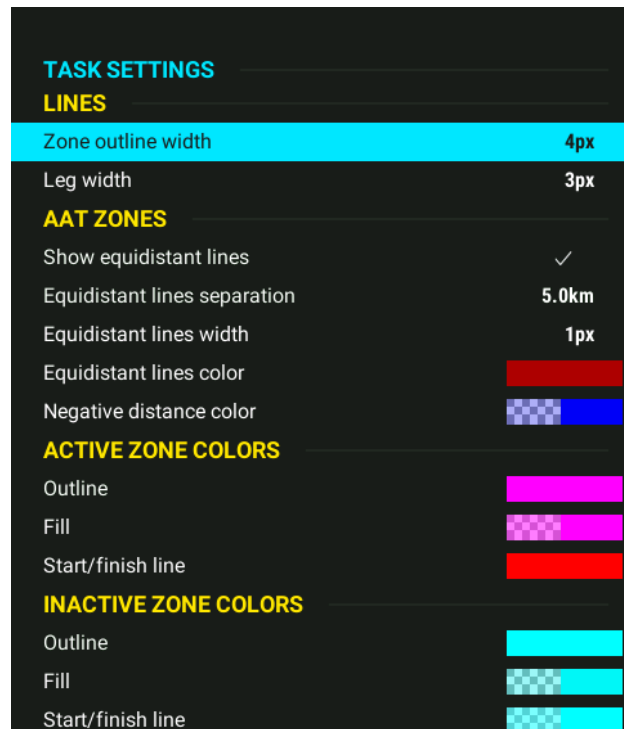 TASK SETTINGS
LINES
Zone outline width 4px
Leg width 3px
AAT ZONES
Show equidistant lines
Equidistant lines separation 5.0km
Equidistant lines width 1px
Equidistant lines color
Negative distance color
ACTIVE ZONE COLORS
Outline
Fill
Start/finish line
INACTIVE ZONE COLORS
Outline
Fill
Start/finish line